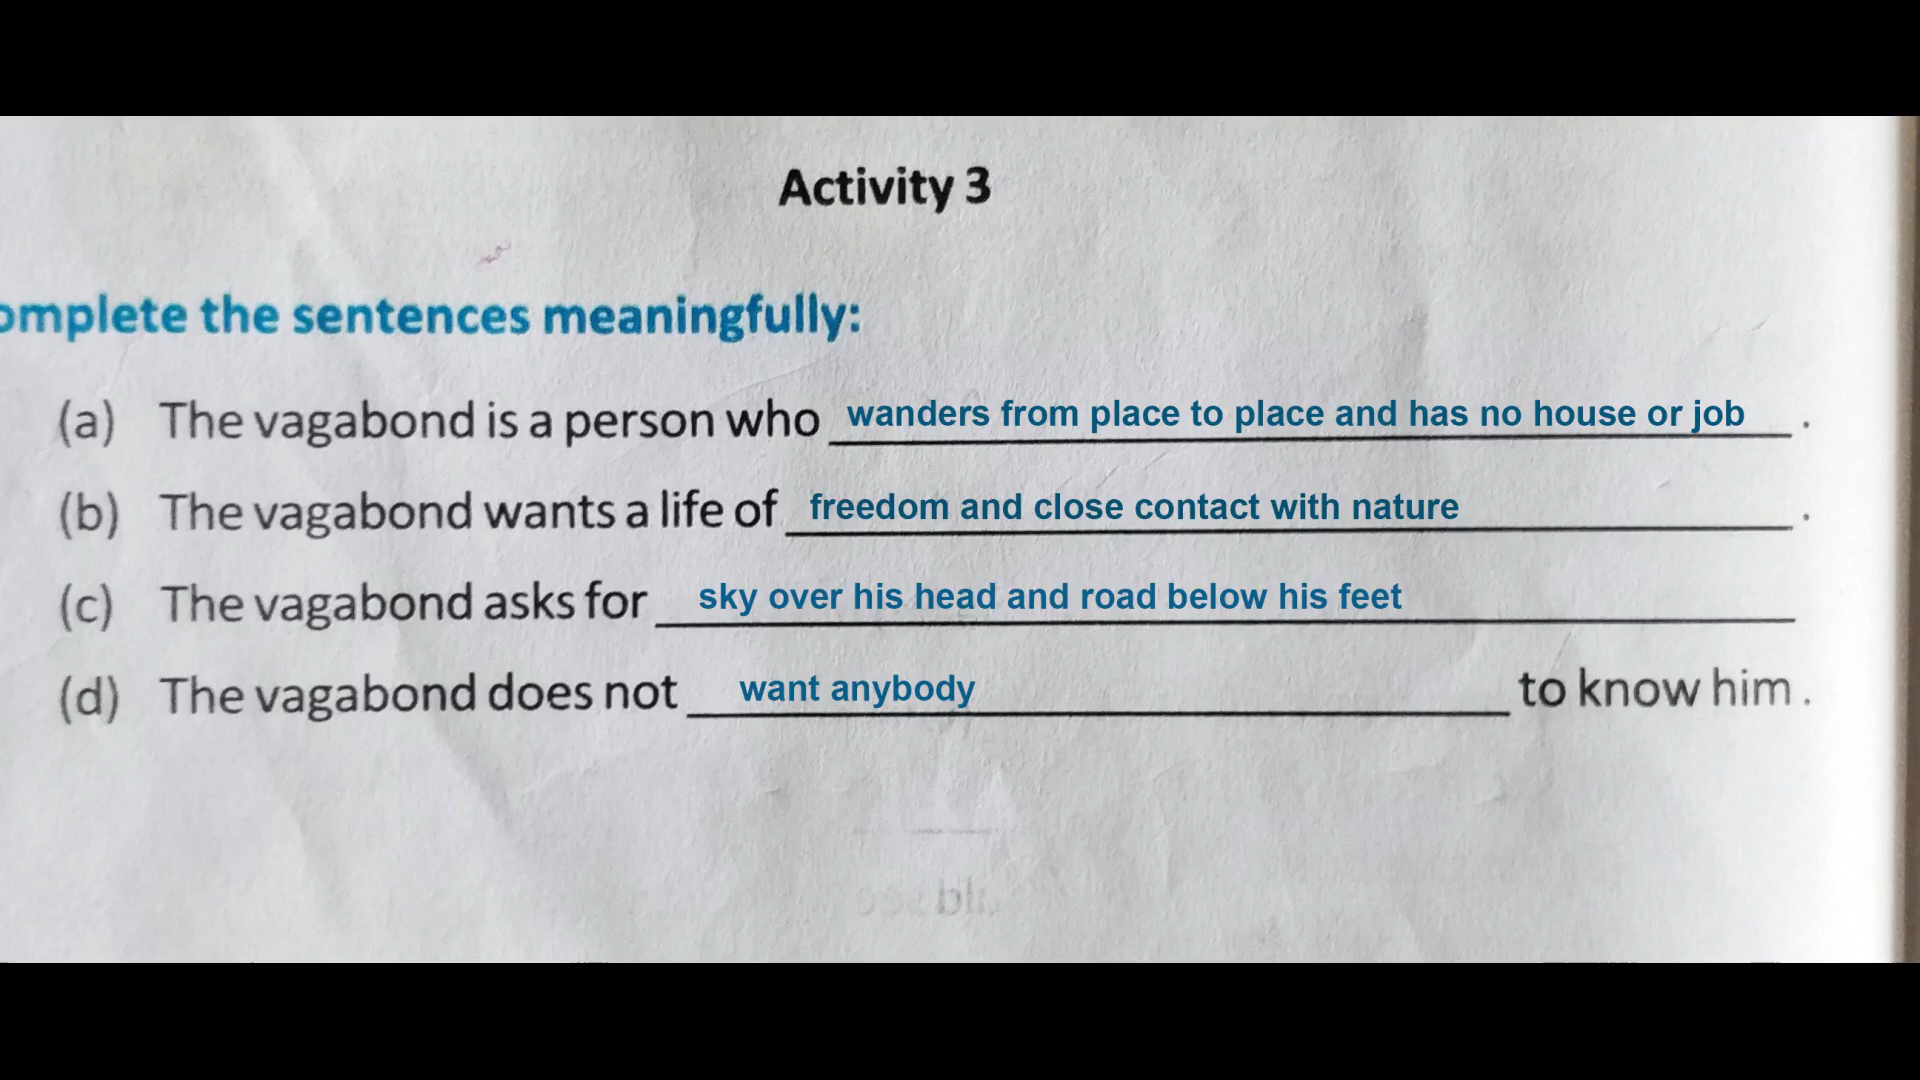 Activity 3
omplete the sentences meaningfully:
(a) The vagabond is a person who wanders from place to place and has no house or job .
(b) The vagabond wants a life of freedom and close contact with nature .
(c) The vagabond asks for sky over his head and road below his feet
(d) The vagabond does not want anybody to know him .